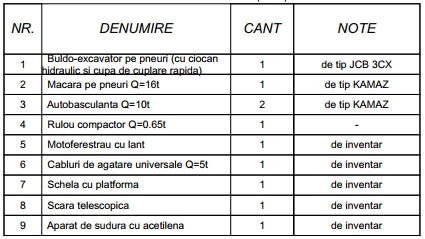 NR. DENUMIRE CANT NOTE
1 Buldo-excavator pe pneuri (cu ciocan hidraulic si cupa de cuplare rapida) 1 de tip JCB 3CX
2 Macara pe pneuri Q=16t 1 de tip KAMAZ
3 Autobasculanta Q=10t 2 de tip KAMAZ
4 Rulou compactor Q=0.65t 1 -
5 Motoferestrau cu lant 1 de inventar
6 Cabluri de agatare universale Q=5t 1 de inventar
7 Schela cu platforma 1 de inventar
8 Scara telescopica 1 de inventar
9 Aparat de sudura cu acetilena 1 de inventar